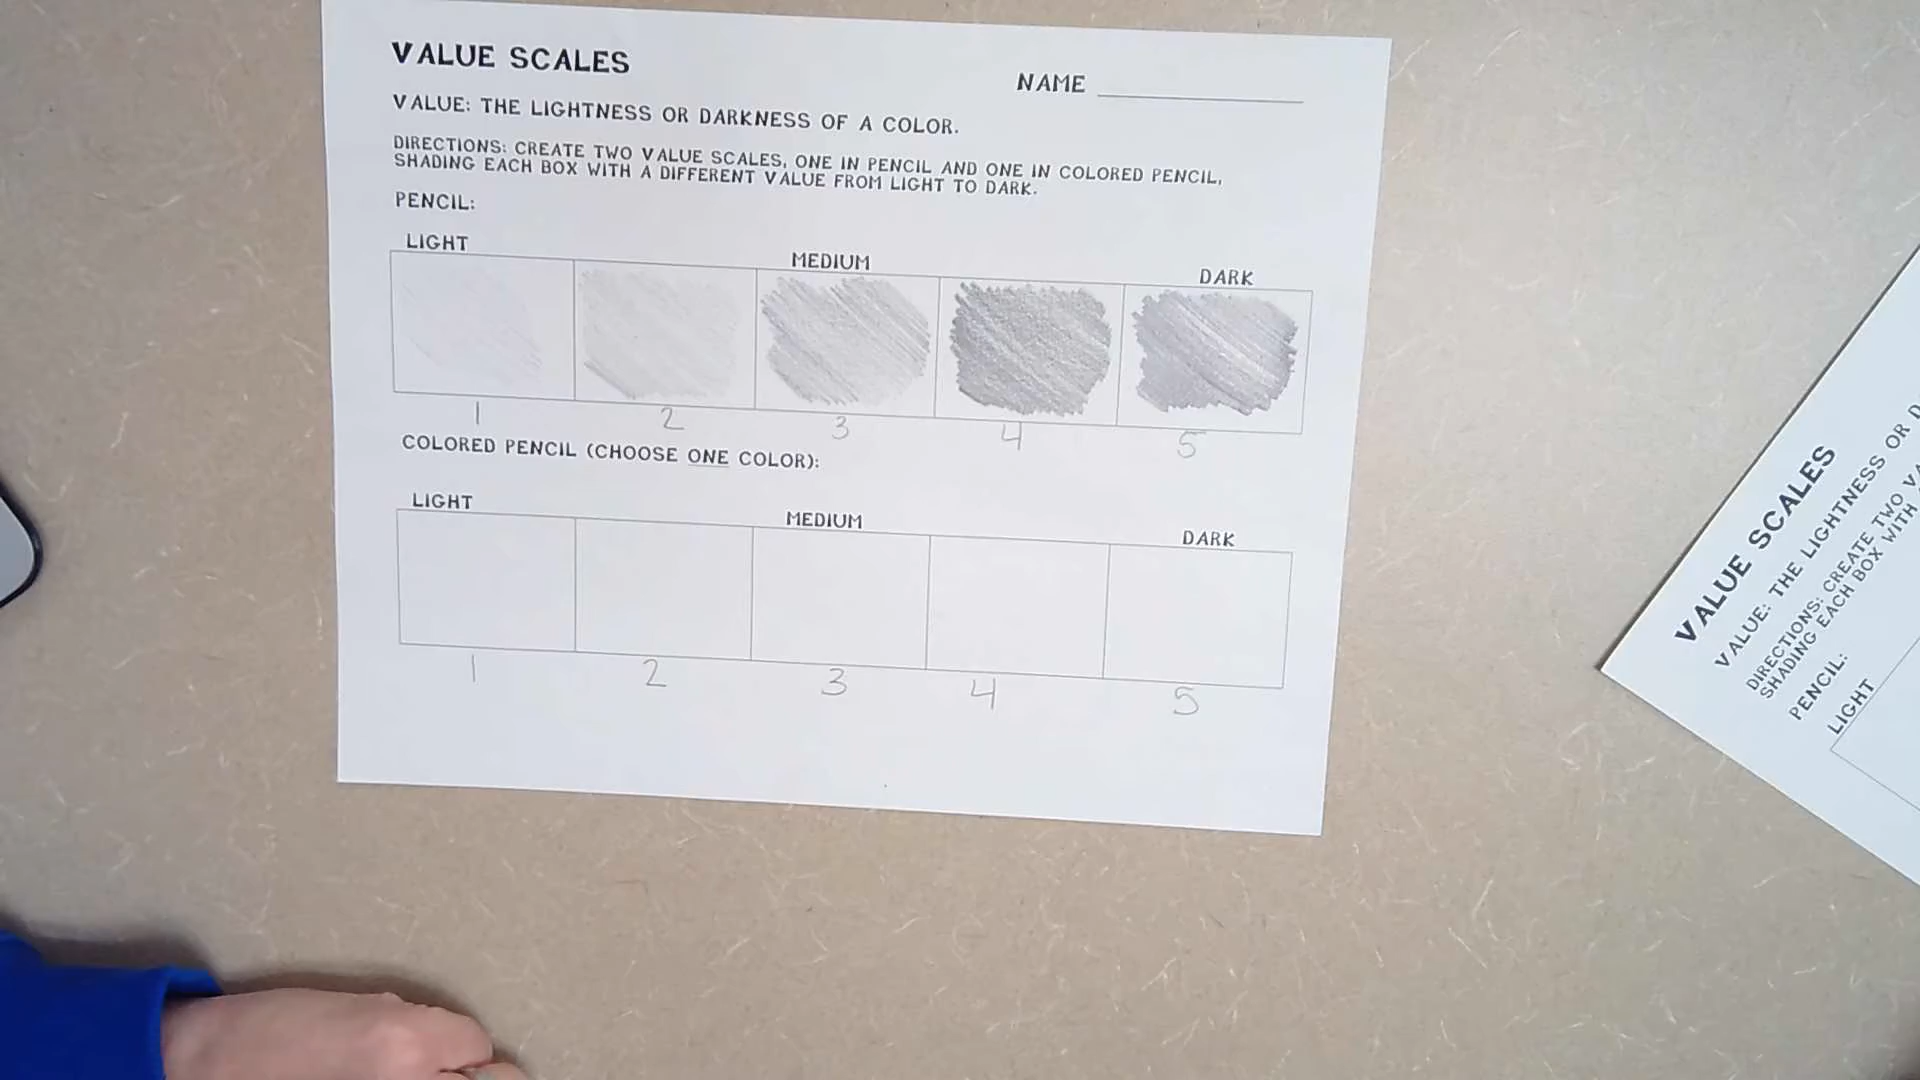 VALUE SCALES
NAME
VALUE: THE LIGHTNESS OR DARKNESS OF A COLOR.
DIRECTIONS: CREATE TWO VALUE SCALES, ONE IN PENCIL AND ONE IN COLORED PENCIL,
SHADING EACH BOX WITH A DIFFERENT VALUE FROM LIGHT TO DARK.
PENCIL:
LIGHT MEDIUM DARK
1 2 3 4 5
COLORED PENCIL (CHOOSE ONE COLOR):
LIGHT MEDIUM DARK
1 2 3 4 5
VALUE SCALES
VALUE: THE LIGHTNESS OR
DIRECTIONS: CREATE TWO
SHADING EACH BOX WITH
PENCIL:
LIGHT